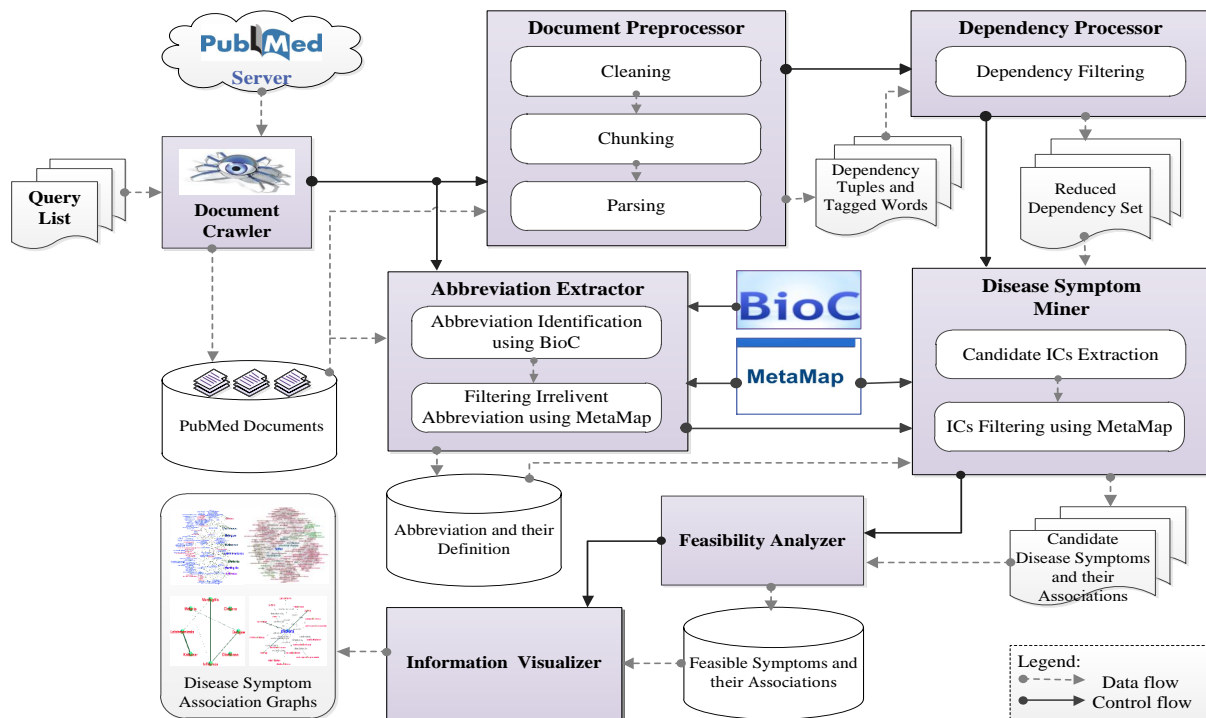 PubMed
Server
Query
List
Document
Crawler
PubMed Documents
Document Preprocessor
Cleaning
Chunking
Parsing
Dependency Processor
Dependency Filtering
Dependency
Tuples and
Tagged Words
Reduced
Dependency Set
Abbreviation Extractor
Abbreviation Identification
using BioC
Filtering Irrelivent
Abbreviation using MetaMap
BioC
MetaMap
Disease Symptom
Miner
Candidate ICs Extraction
ICs Filtering using MetaMap
Abbreviation and their
Definition
Feasibility Analyzer
Candidate
Disease Symptoms
and their
Associations
Disease Symptom
Association Graphs
Information Visualizer
Feasible Symptoms and
their Associations
Legend:
Data flow
Control flow